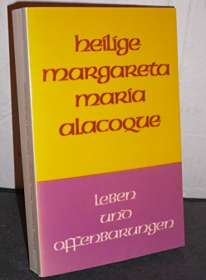 heilige
margareta
maria
alacoque
leben
und
offenbarungen